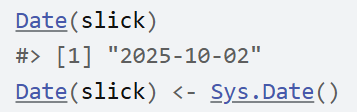 Date(slick)
#> [1] "2025-10-02"
Date(slick) <- Sys.Date()